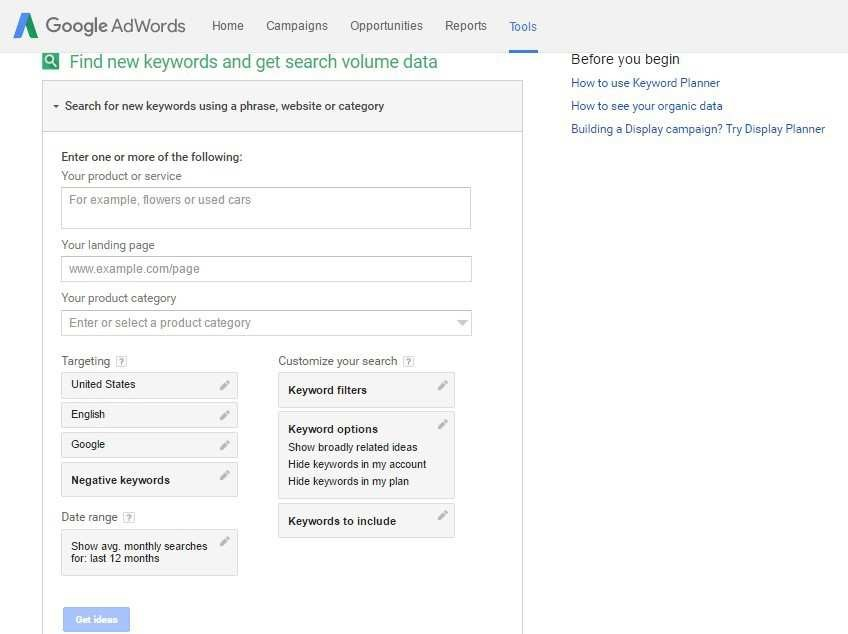 Google AdWords Home Campaigns Opportunities Reports Tools
Find new keywords and get search volume data
Search for new keywords using a phrase, website or category
Enter one or more of the following:
Your product or service
For example, flowers or used cars
Your landing page
www.example.com/page
Your product category
Enter or select a product category
Targeting ?
United States
English
Google
Negative keywords
Date range ?
Show avg. monthly searches
for: last 12 months
Customize your search ?
Keyword filters
Keyword options
Show broadly related ideas
Hide keywords in my account
Hide keywords in my plan
Keywords to include
Get ideas
Before you begin
How to use Keyword Planner
How to see your organic data
Building a Display campaign? Try Display Planner